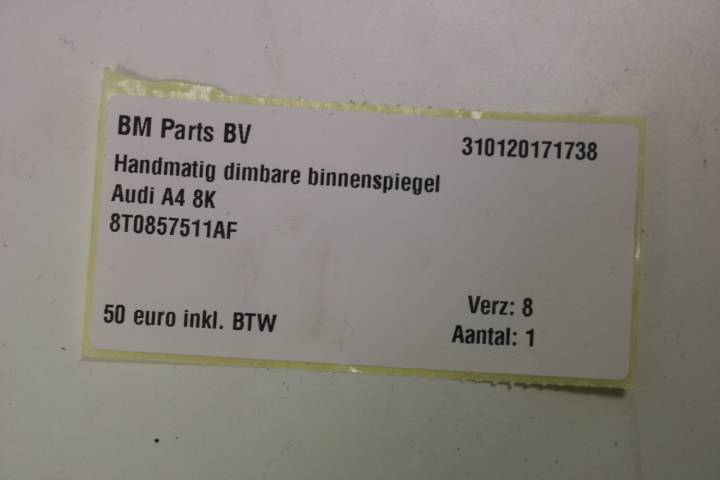 BM Parts BV
310120171738
Handmatig dimbare binnenspiegel
Audi A4 8K
8T0857511AF
50 euro inkl. BTW
Verz: 8
Aantal: 1